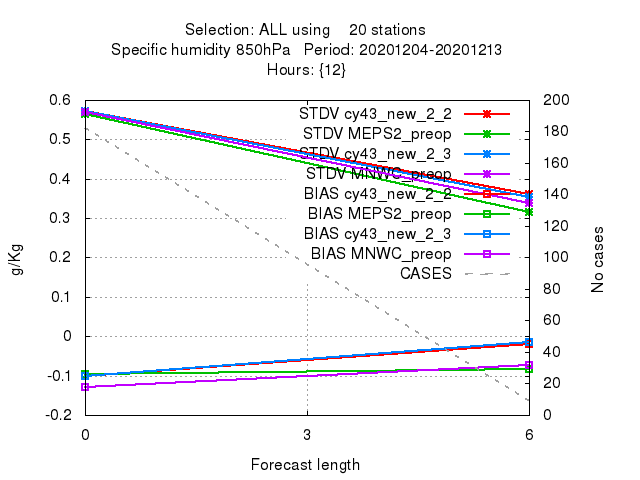 Selection: ALL using 20 stations
Specific humidity 850hPa Period: 20201204-20201213
Hours: {12}
0.6
0.5
0.4
0.3
0.2
0.1
0
-0.1
-0.2
g/Kg
STDV cy43_new_2_2
STDV MEPS2_preop
STDV cy43_new_2_3
STDV MNWC_preop
BIAS cy43_new_2_2
BIAS MEPS2_preop
BIAS cy43_new_2_3
BIAS MNWC_preop
CASES
200
180
160
140
120
100
80
60
40
20
0
No cases
0 3 6
Forecast length